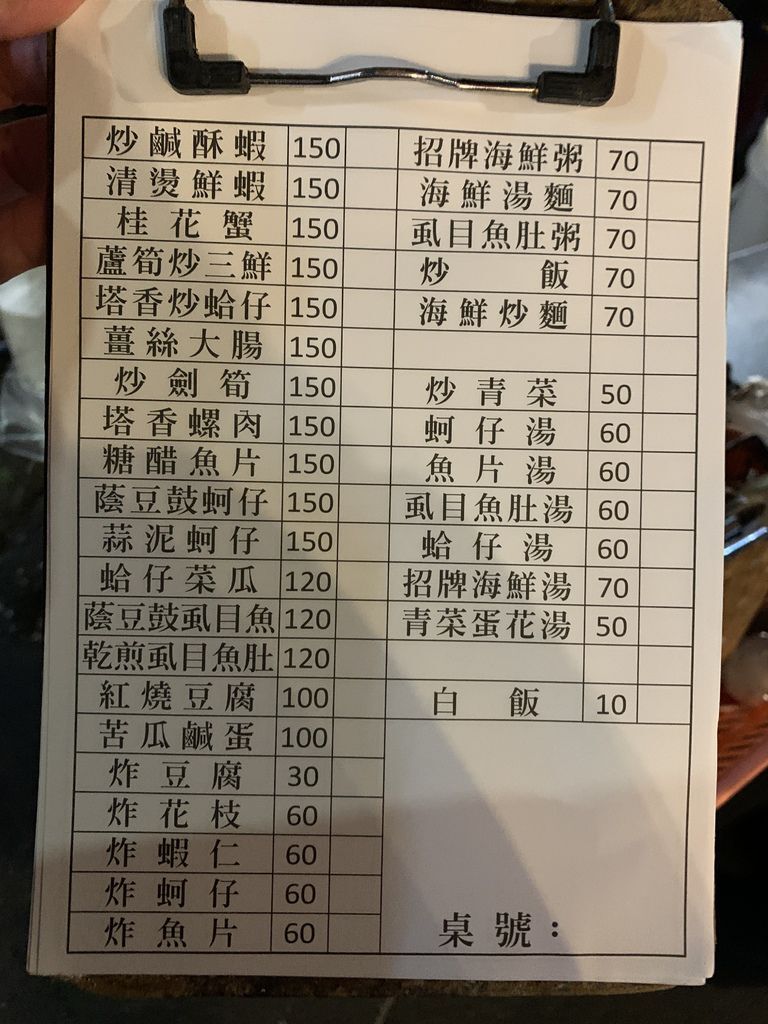 炒鹹酥蝦 150
清燙鮮蝦 150
桂花蟹 150
蘆筍炒三鮮 150
塔香炒蛤仔 150
薑絲大腸 150
炒劍筍 150
塔香螺肉 150
糖醋魚片 150
蔭豆鼓蚵仔 150
蒜泥蚵仔 150
蛤仔菜瓜 120
蔭豆鼓虱目魚 120
乾煎虱目魚肚 120
紅燒豆腐 100
苦瓜鹹蛋 100
炸豆腐 30
炸花枝 60
炸蝦仁 60
炸蚵仔 60
炸魚片 60
招牌海鮮粥 70
海鮮湯麵 70
虱目魚肚粥 70
炒飯 70
海鮮炒麵 70
炒青菜 50
蚵仔湯 60
魚片湯 60
虱目魚肚湯 60
蛤仔湯 60
招牌海鮮湯 70
青菜蛋花湯 50
白飯 10
桌號：